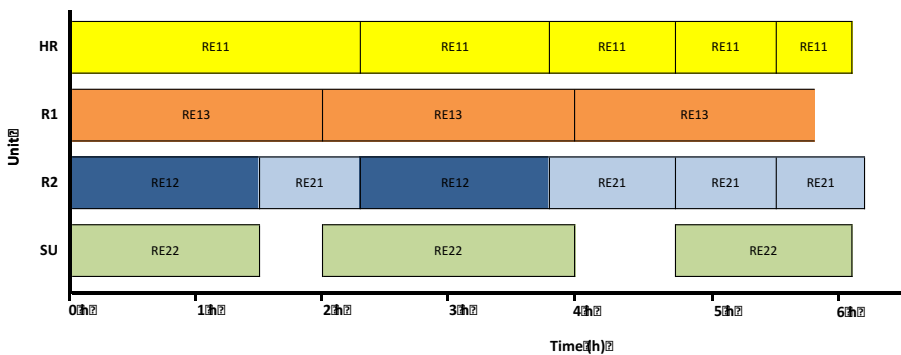 HR RE11 RE11 RE11 RE11 RE11
R1 RE13 RE13 RE13
Unit
R2 RE12 RE21 RE12 RE21 RE21 RE21
SU RE22 RE22 RE22
0 h 1 h 2 h 3 h 4 h 5 h 6 h
Time (h)